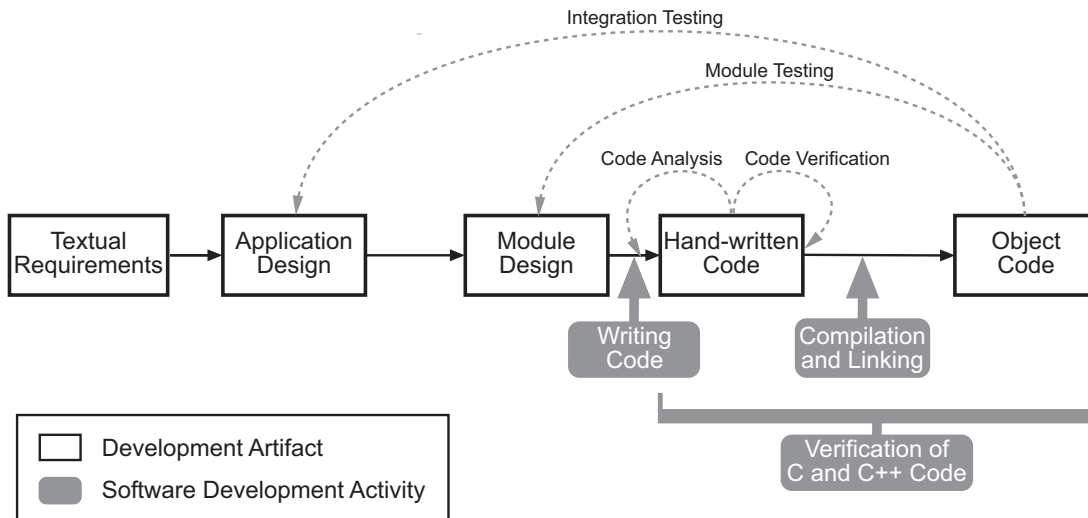 Integration Testing
Module Testing
Code Analysis
Code Verification
Textual
Requirements
Application
Design
Module
Design
Hand-written
Code
Object
Code
Writing
Code
Compilation
and Linking
Verification of
C and C++ Code
Development Artifact
Software Development Activity